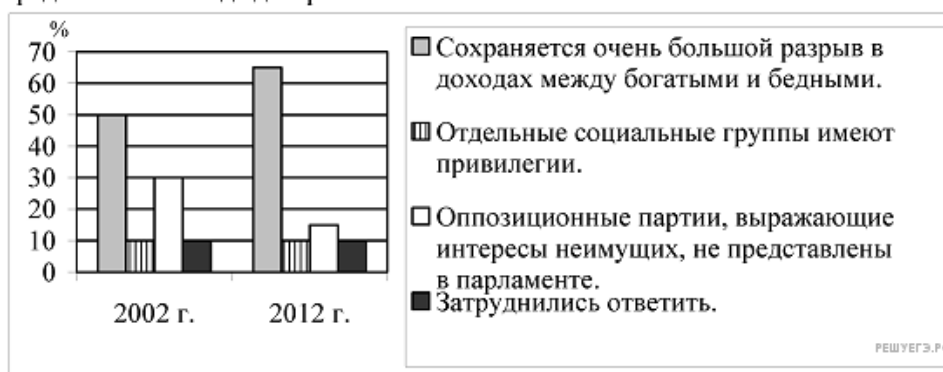 %
70
60
50
40
30
20
10
0
2002 г.
2012 г.
Сохраняется очень большой разрыв в
доходах между богатыми и бедными.
Отдельные социальные группы имеют
привилегии.
Оппозиционные партии, выражающие
интересы неимущих, не представлены
в парламенте.
Затруднились ответить.